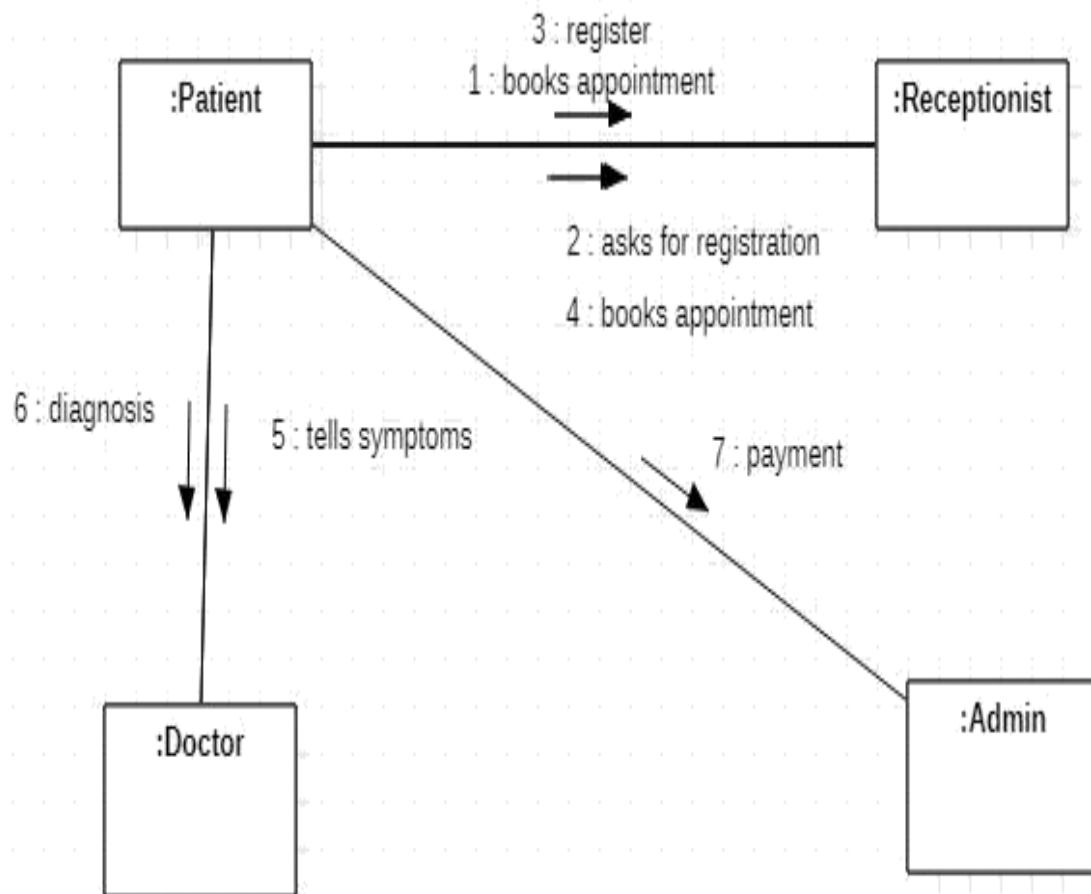 3 : register
1 : books appointment
:Patient
:Receptionist
2 : asks for registration
4 : books appointment
6 : diagnosis
5 : tells symptoms
7 : payment
:Doctor
:Admin